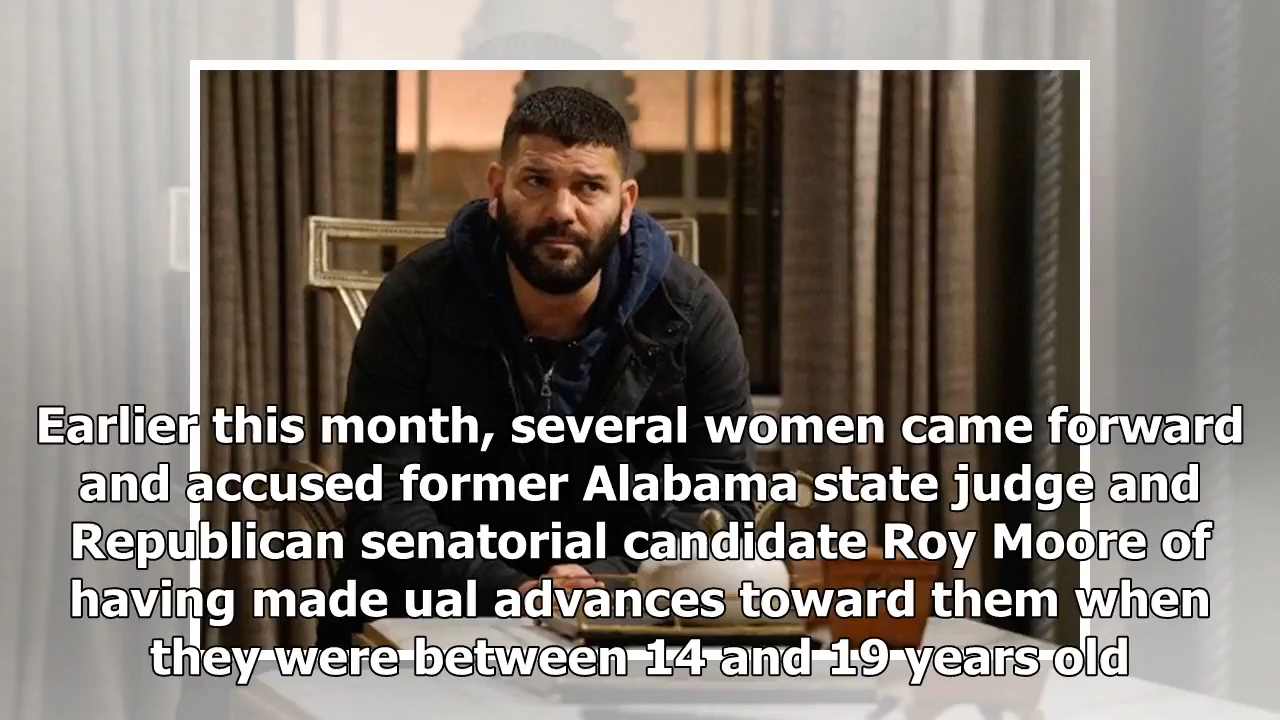 Earlier this month, several women came forward
and accused former Alabama state judge and
Republican senatorial candidate Roy Moore of
having made ual advances toward them when
they were between 14 and 19 years old